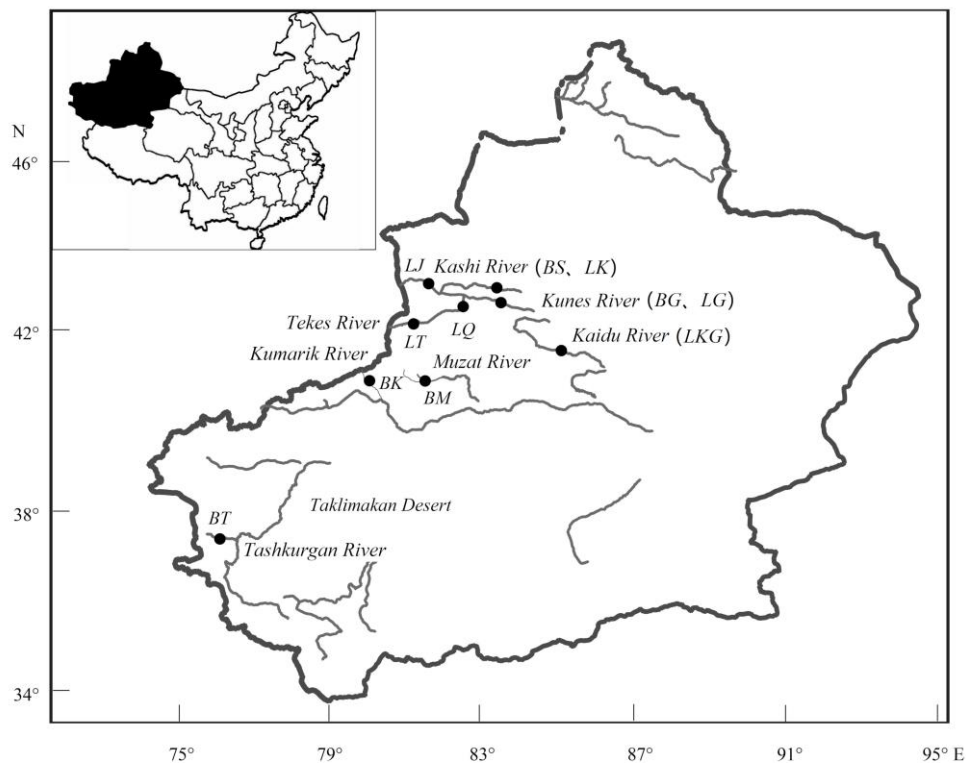 N
46°
LJ Kashi River (BS、LK)
Kunes River (BG、LG)
42°
Tekes River
LT
LQ
Kaidu River (LKG)
Kumarik River
Muzat River
BK
BM
38°
BT
Taklimakan Desert
Tashkurgan River
34°
75° 79° 83° 87° 91° 95° E